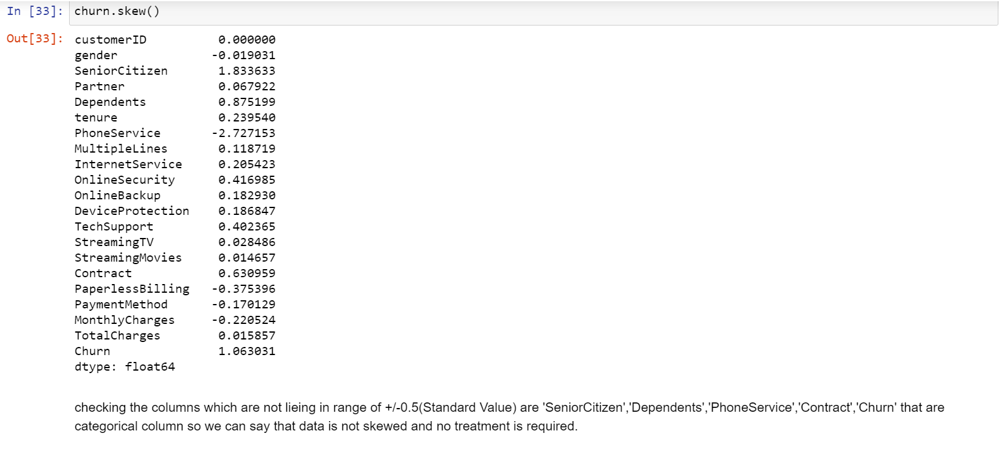 In [33]: churn.skew()
Out[33]: customerID 0.000000
gender -0.019031
SeniorCitizen 1.833633
Partner 0.067922
Dependents 0.875199
tenure 0.239540
PhoneService -2.727153
MultipleLines 0.118719
InternetService 0.205423
OnlineSecurity 0.416985
OnlineBackup 0.182930
DeviceProtection 0.186847
TechSupport 0.402365
StreamingTV 0.028486
StreamingMovies 0.014657
Contract 0.630959
PaperlessBilling -0.375396
PaymentMethod -0.170129
MonthlyCharges -0.220524
TotalCharges 0.015857
Churn 1.063031
dtype: float64
checking the columns which are not lieing in range of +/-0.5(Standard Value) are 'SeniorCitizen','Dependents','PhoneService','Contract','Churn' that are
categorical column so we can say that data is not skewed and no treatment is required.